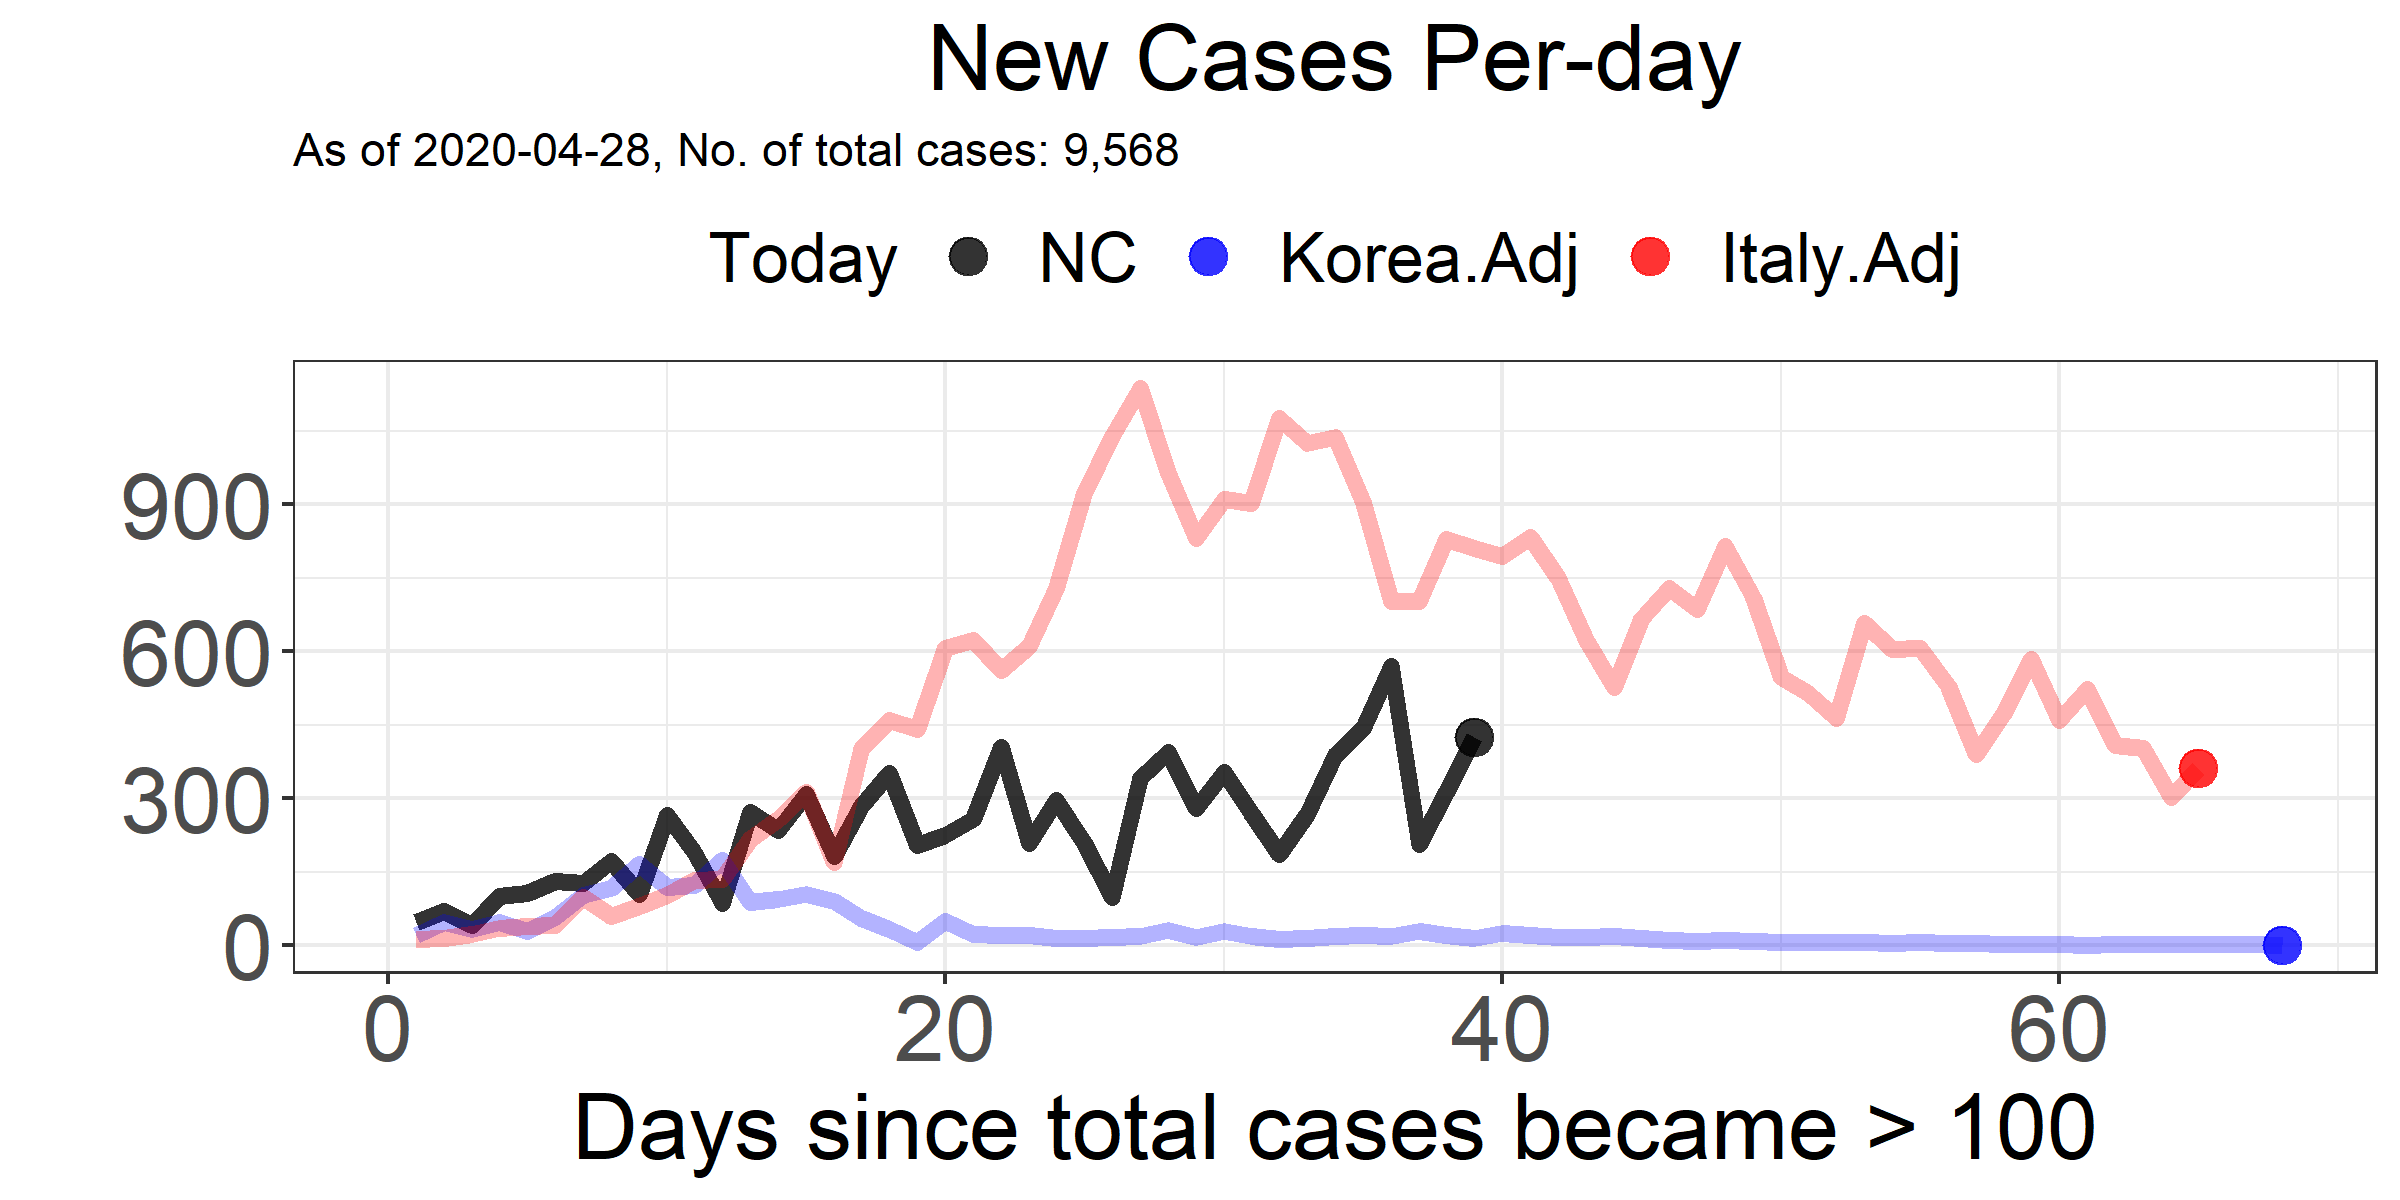 New Cases Per-day
As of 2020-04-28, No. of total cases: 9,568
Today NC Korea.Adj Italy.Adj
900
600
300
0
0 20 40 60
Days since total cases became > 100